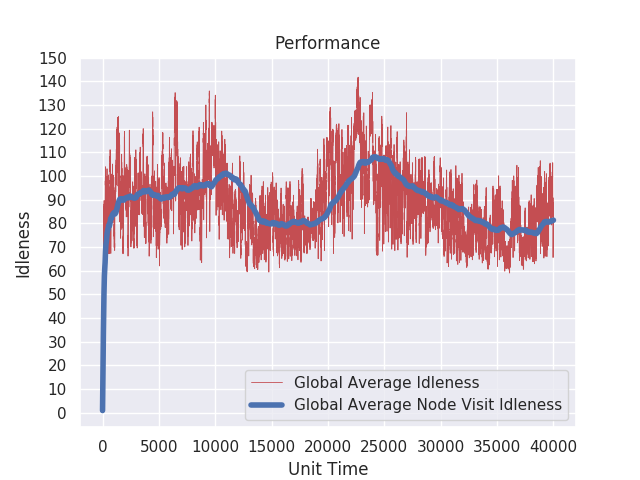 Performance
150
140
130
120
110
100
90
80
70
60
50
40
30
20
10
0
Idleness
Global Average Idleness
Global Average Node Visit Idleness
0 5000 10000 15000 20000 25000 30000 35000 40000
Unit Time